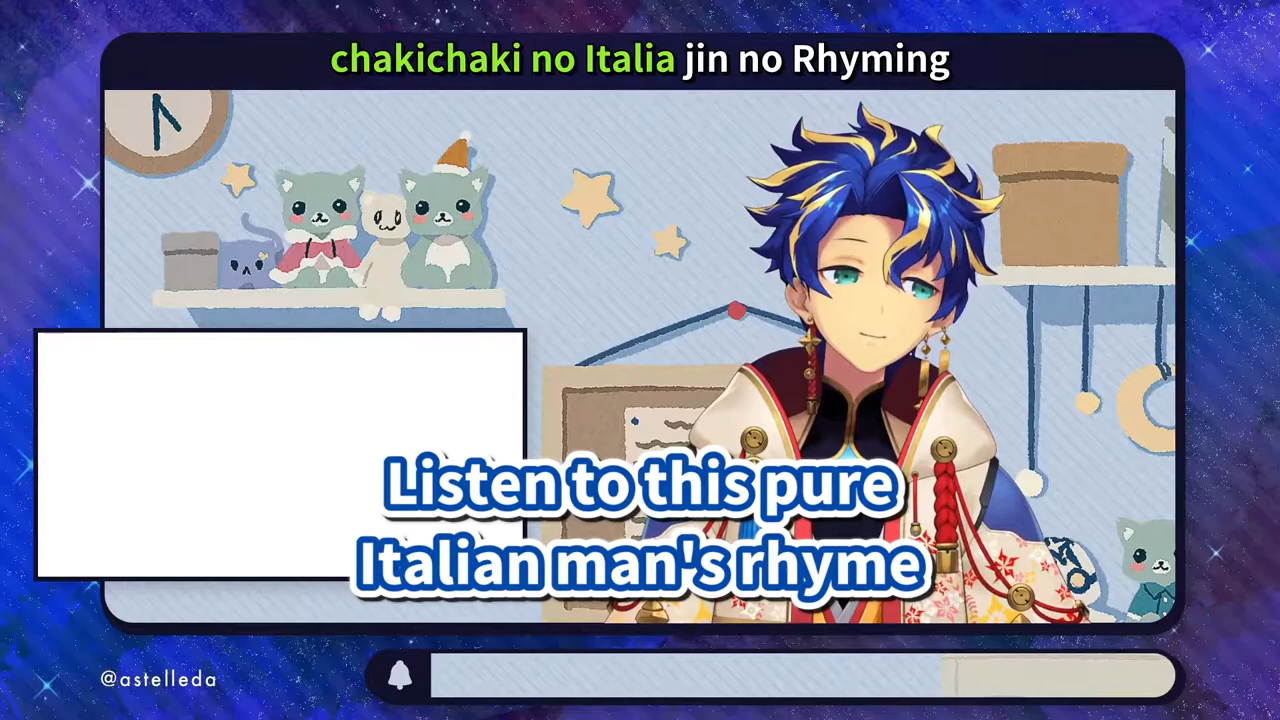 chakichaki no Italia jin no Rhyming
Listen to this pure
Italian man's rhyme
@astelleda